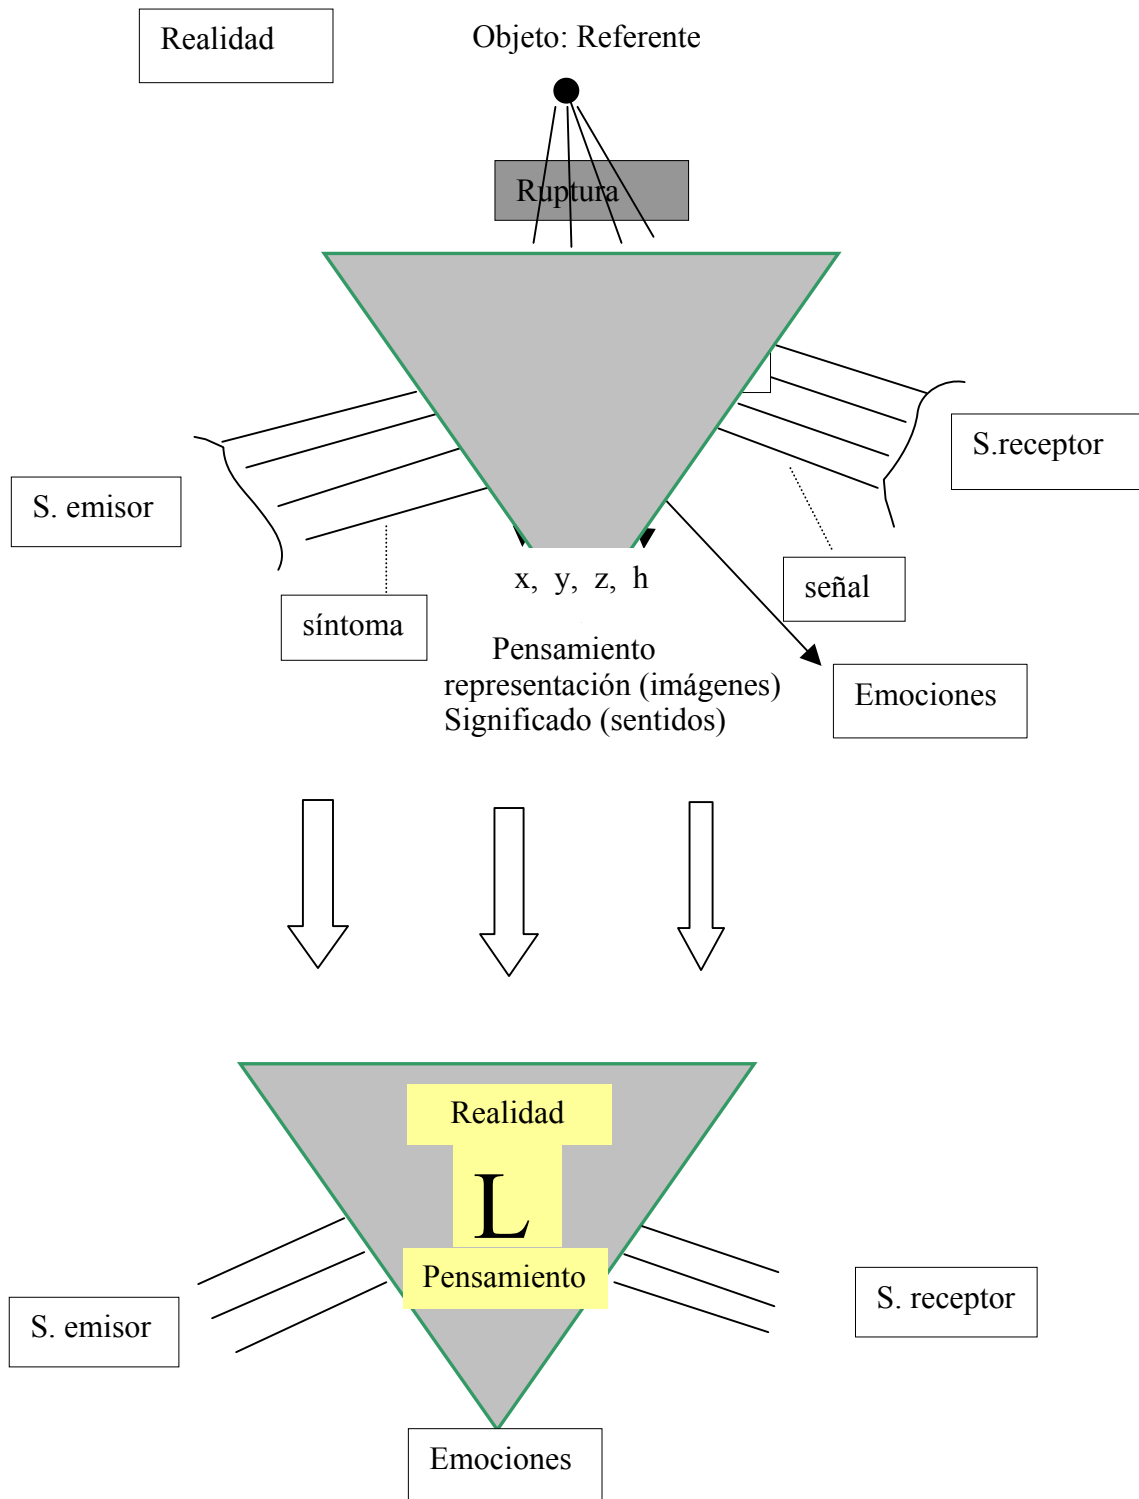 Realidad
Objeto: Referente
Ruptura
S.receptor
S. emisor
x, y, z, h
señal
síntoma
Pensamiento
representación (imágenes)
Significado (sentidos)
Emociones
Realidad
L
Pensamiento
S. receptor
S. emisor
Emociones